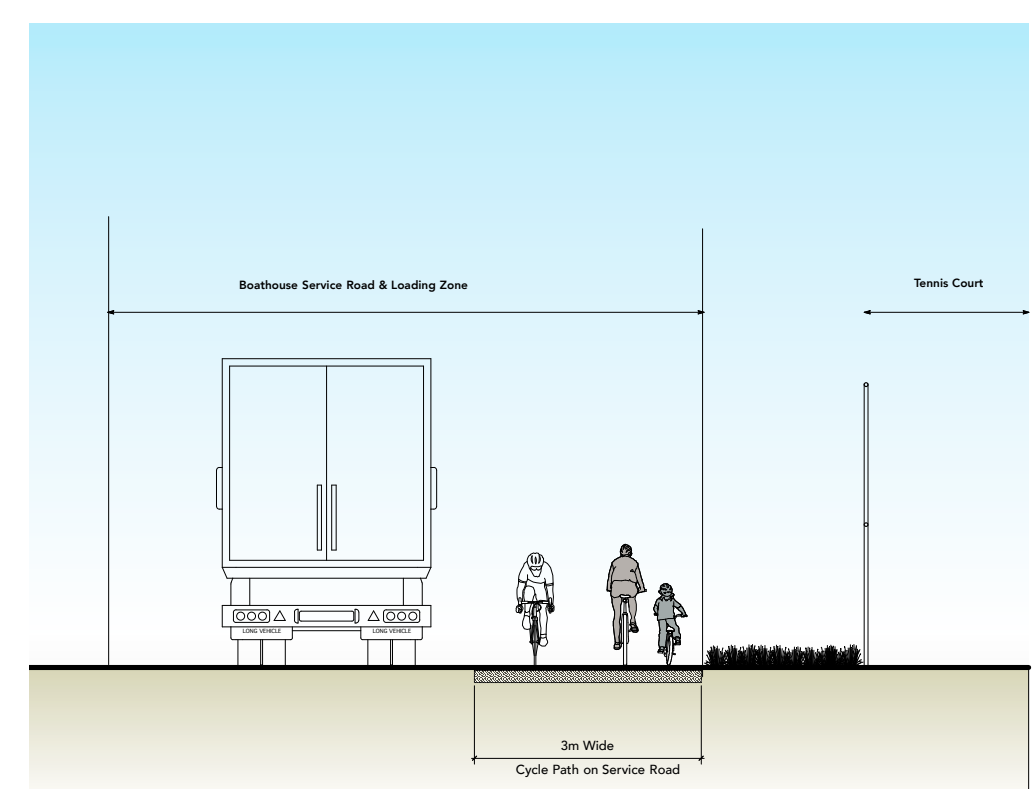 Boathouse Service Road & Loading Zone
Tennis Court
LONG VEHICLE
LONG VEHICLE
3m Wide
Cycle Path on Service Road